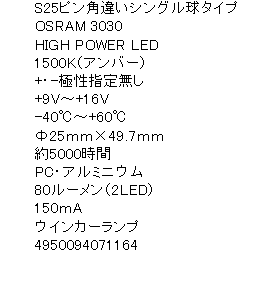 S25ピン角違いシングル球タイプ
OSRAM 3030
HIGH POWER LED
1500K(アンバー)
+・-極性指定無し
+9V～+16V
-40℃～+60℃
Φ25mm×49.7mm
約5000時間
PC・アルミニウム
80ルーメン(2LED)
150mA
ウインカーランプ
4950094071164